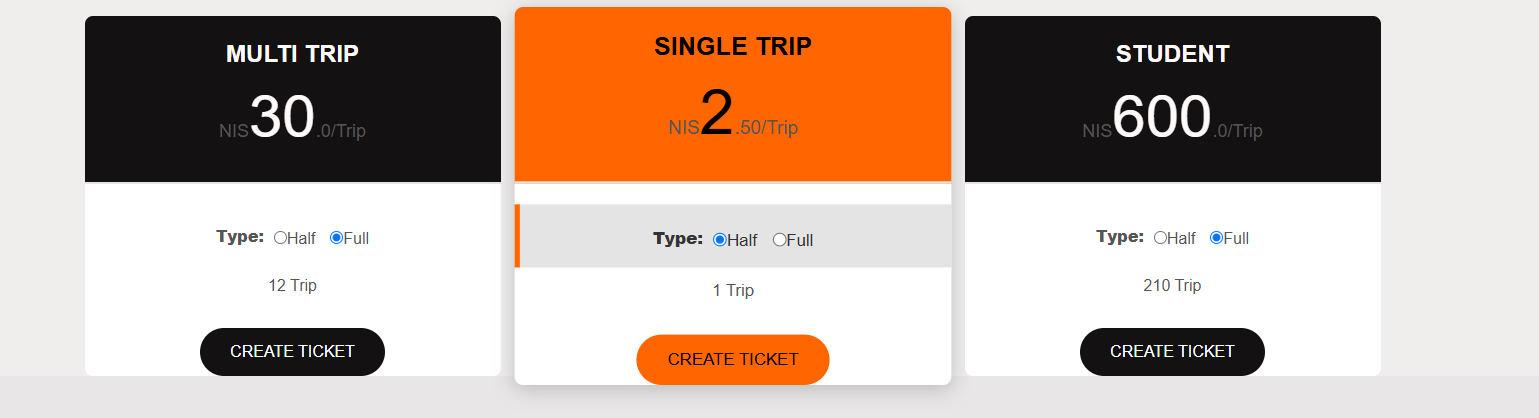 MULTI TRIP
NIS30.0/Trip
Type: Half Full
12 Trip
CREATE TICKET
SINGLE TRIP
NIS2.50/Trip
Type: Half Full
1 Trip
CREATE TICKET
STUDENT
NIS600.0/Trip
Type: Half Full
210 Trip
CREATE TICKET